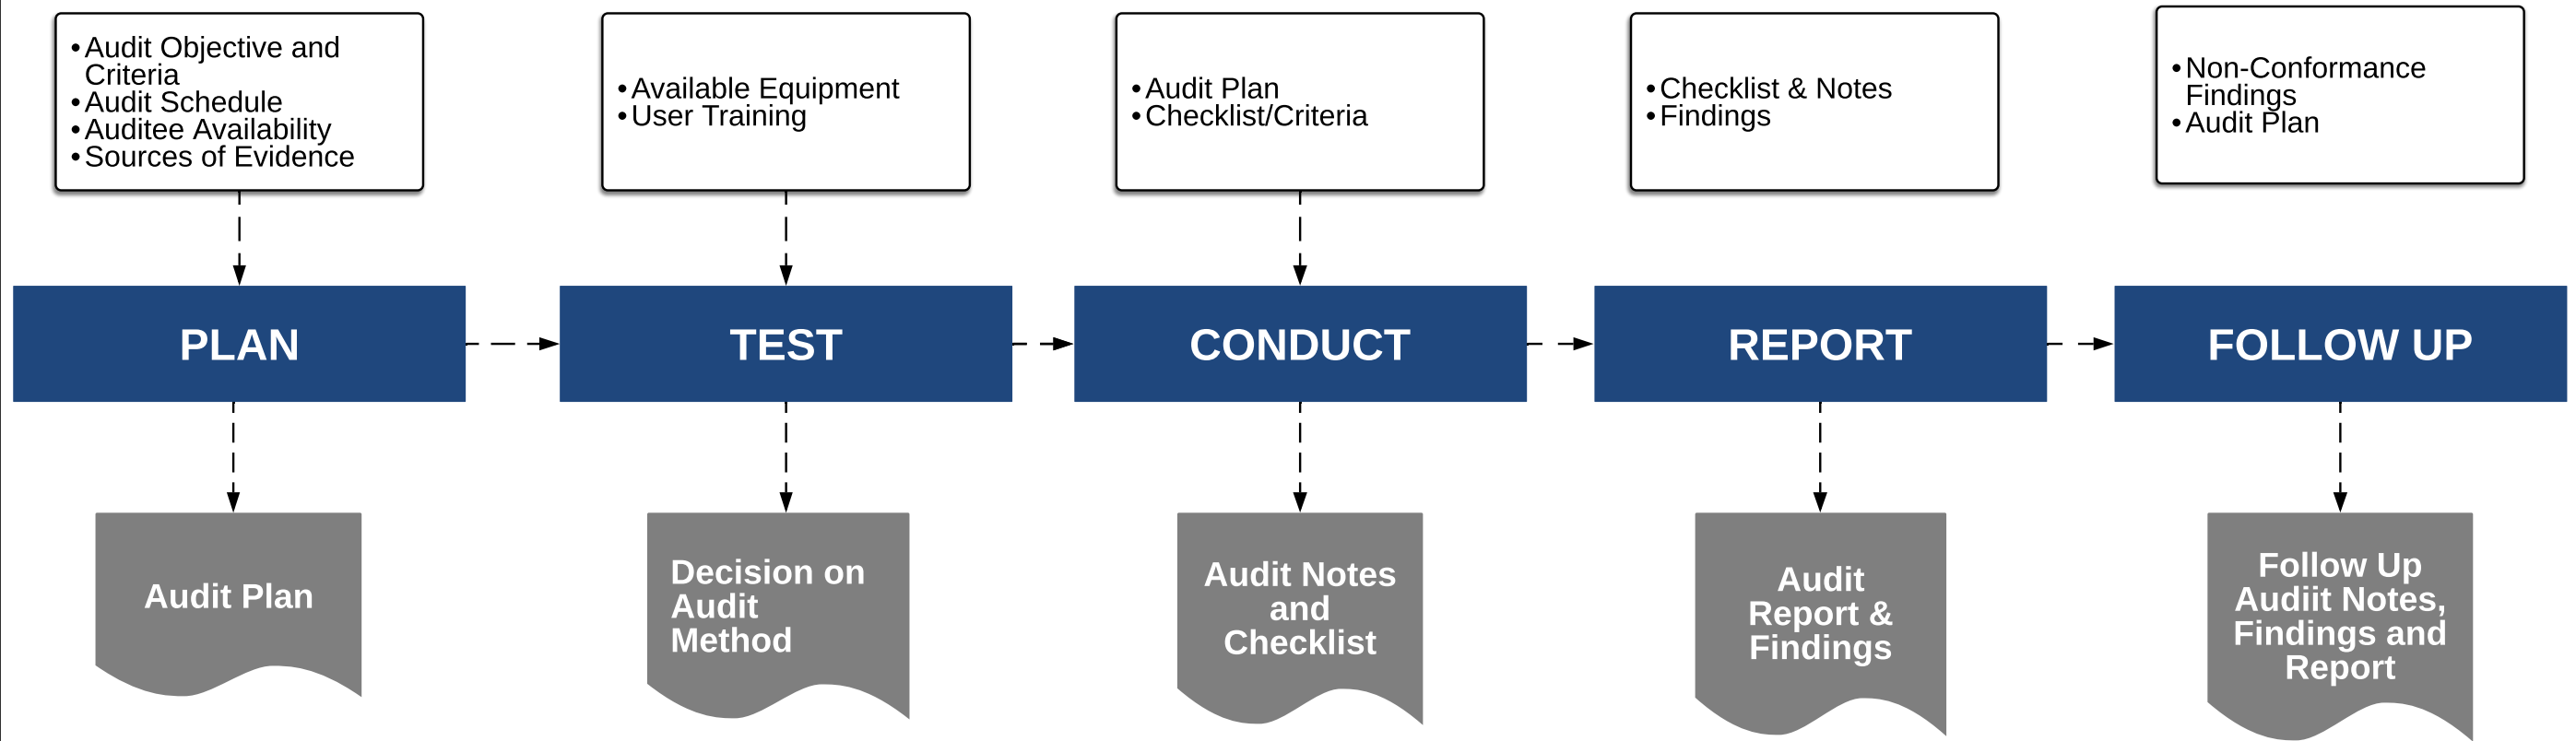 •Audit Objective and
Criteria
•Audit Schedule
•Auditee Availability
•Sources of Evidence
•Available Equipment
•User Training
•Audit Plan
•Checklist/Criteria
•Checklist & Notes
•Findings
•Non-Conformance
Findings
•Audit Plan
PLAN
TEST
CONDUCT
REPORT
FOLLOW UP
Audit Plan
Decision on
Audit
Method
Audit Notes
and
Checklist
Audit
Report &
Findings
Follow Up
Audiit Notes,
Findings and
Report